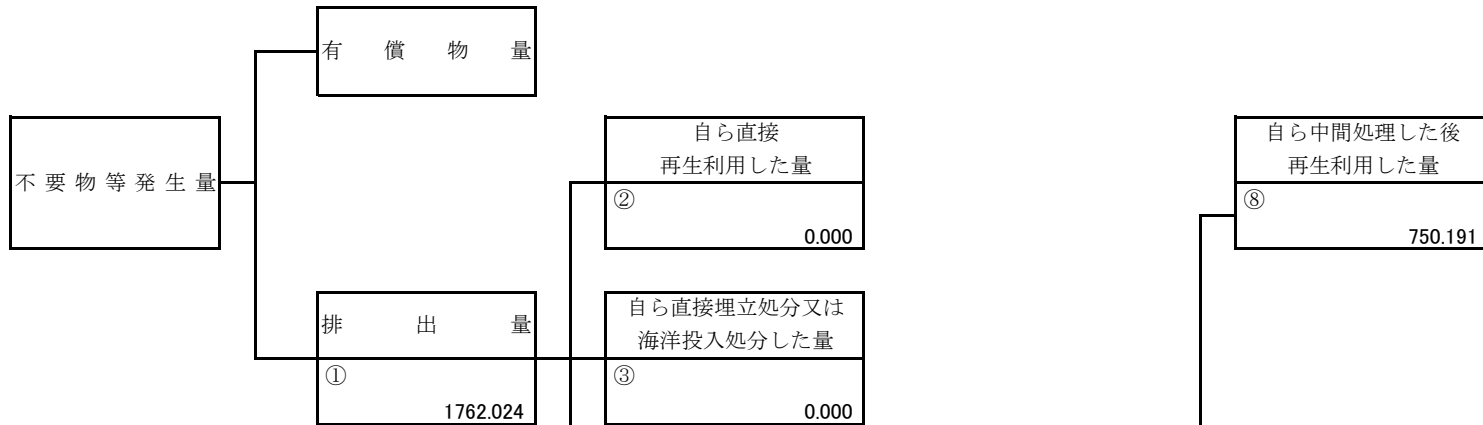 有償物量
自ら直接
再生利用した量
②
0.000
自ら中間処理した後
再生利用した量
⑧
750.191
不要物等発生量
排出量
①
1762.024
自ら直接埋立処分又は
海洋投入処分した量
③
0.000